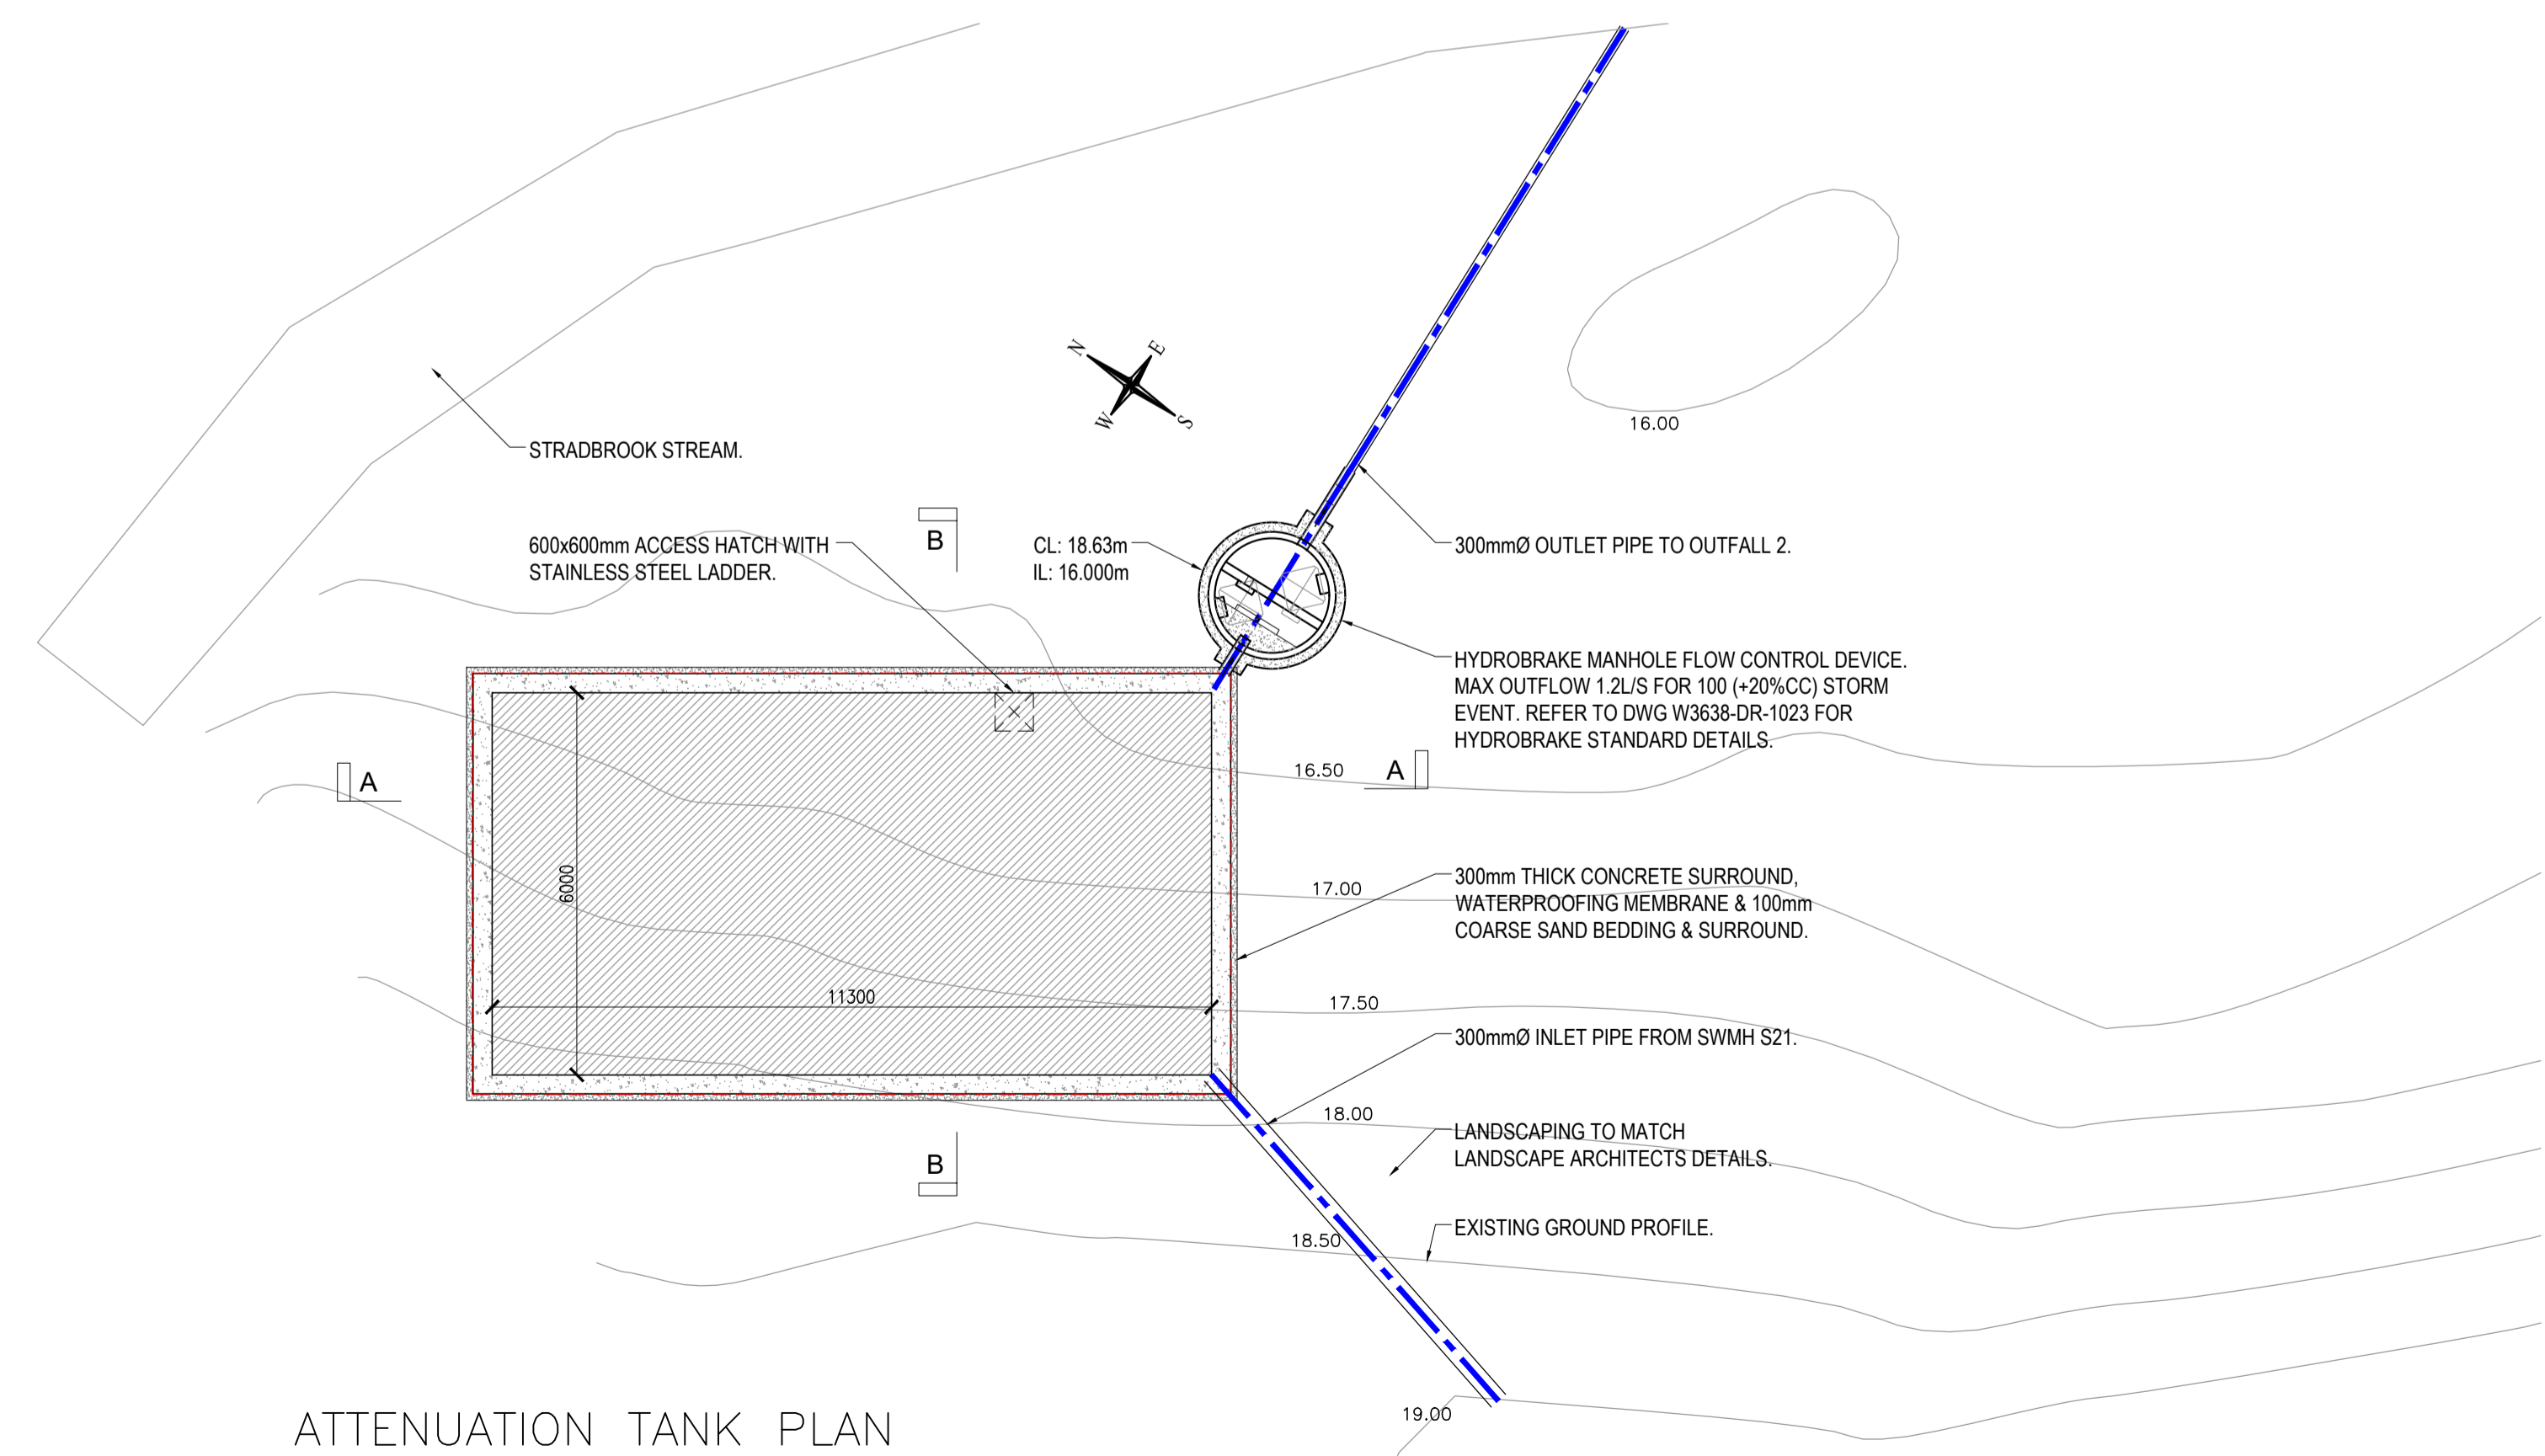 N
E
W
S
16.00
STRADBROOK STREAM.
B
600x600mm ACCESS HATCH WITH
STAINLESS STEEL LADDER.
CL: 18.63m
IL: 16.000m
300mmØ OUTLET PIPE TO OUTFALL 2.
HYDROBRAKE MANHOLE FLOW CONTROL DEVICE.
MAX OUTFLOW 1.2L/S FOR 100 (+20%CC) STORM
EVENT. REFER TO DWG W3638-DR-1023 FOR
HYDROBRAKE STANDARD DETAILS.
A
16.50
A
6000
17.00
300mm THICK CONCRETE SURROUND,
WATERPROOFING MEMBRANE & 100mm
COARSE SAND BEDDING & SURROUND.
11300
17.50
300mmØ INLET PIPE FROM SWMH S21.
18.00
LANDSCAPING TO MATCH
LANDSCAPE ARCHITECTS DETAILS.
B
18.50
EXISTING GROUND PROFILE.
19.00
ATTENUATION TANK PLAN